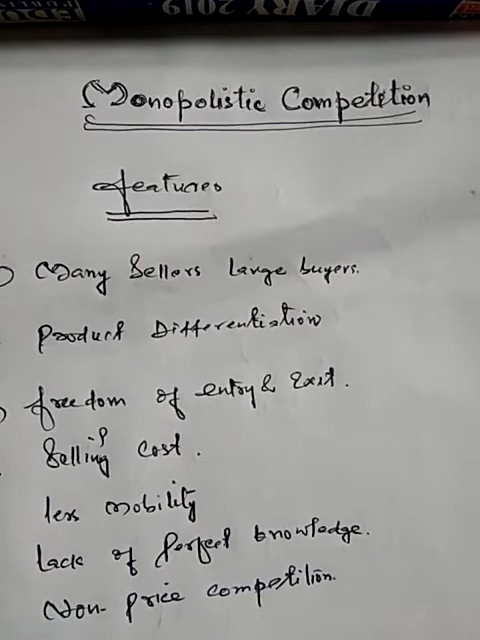 DIARY 2019
EDU
Monopolistic Competition
features
Many Sellers large buyers.
Product Differentiation
freedom of entry & Exit.
Selling cost.
less mobility
Lack of perfect knowledge.
Non-Price competition.